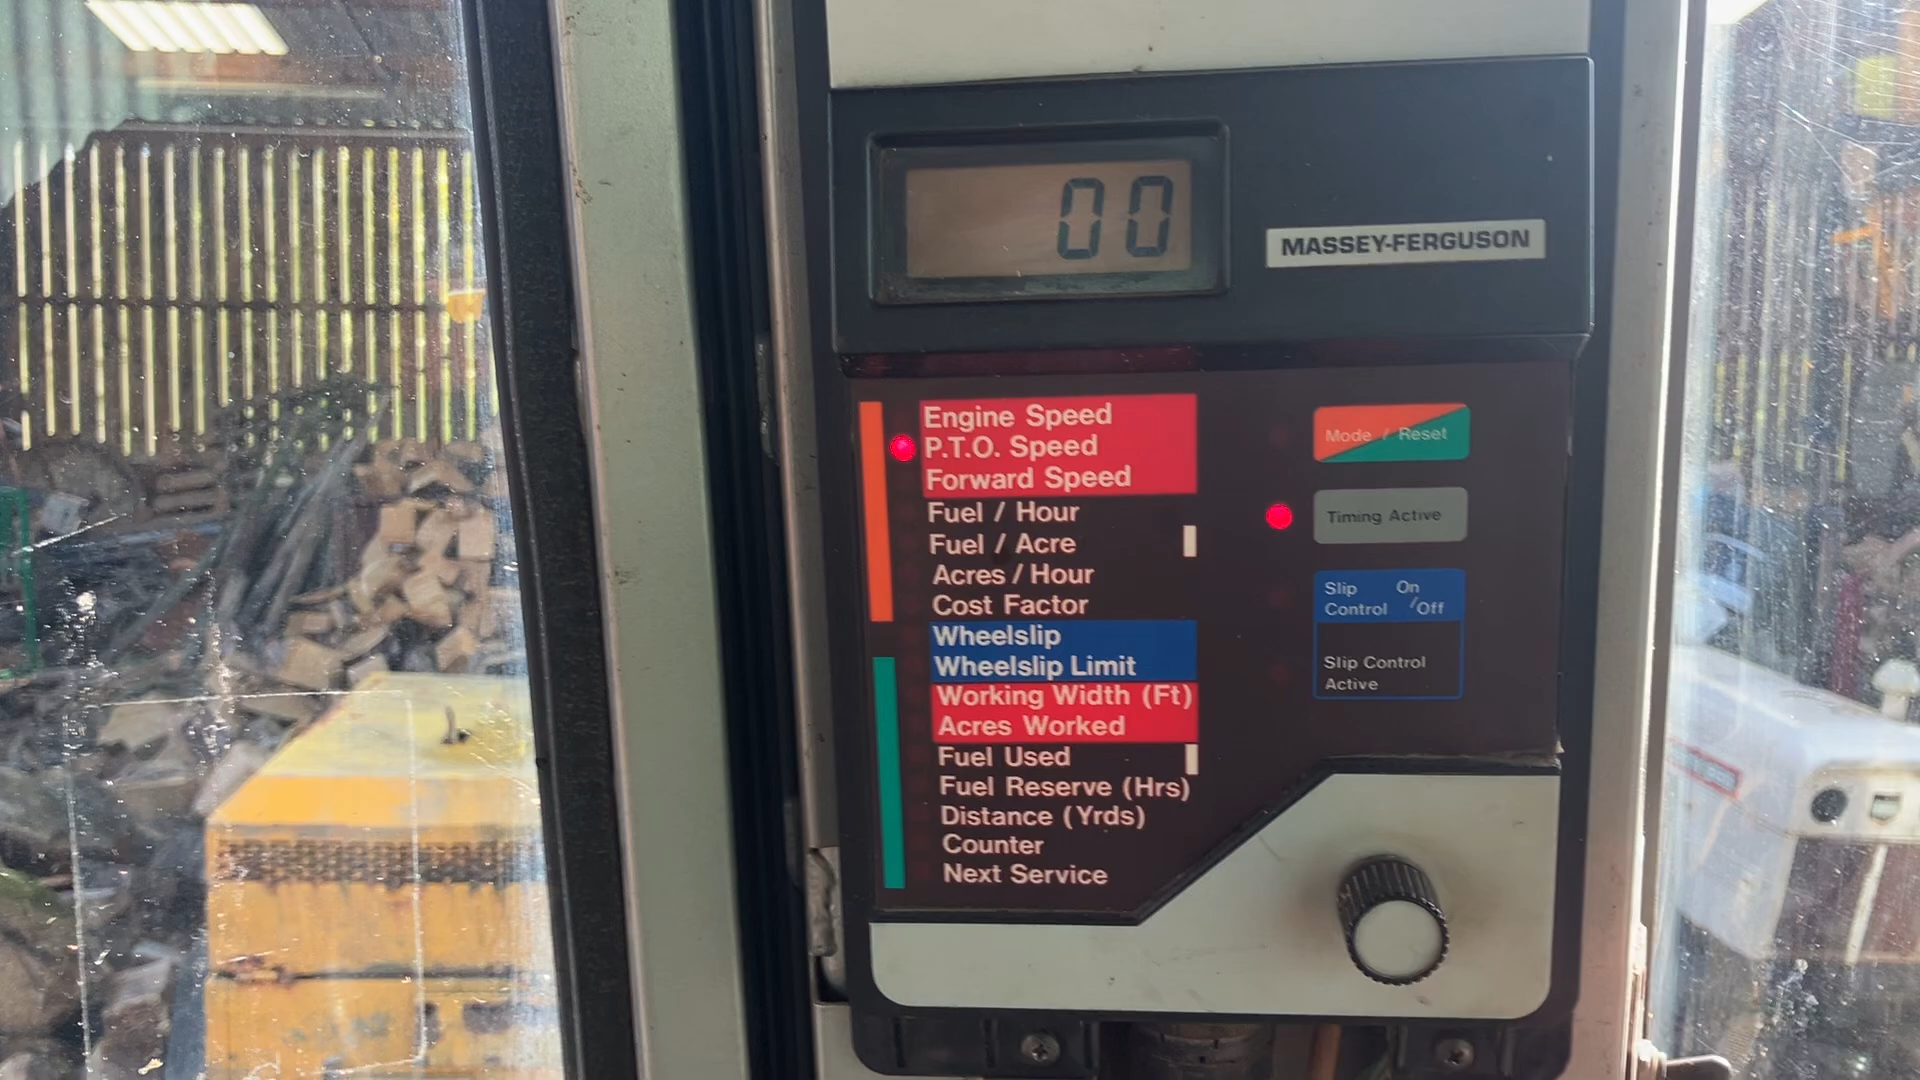 00
MASSEY-FERGUSON
Engine Speed
P.T.O. Speed
Forward Speed
Fuel / Hour
Fuel / Acre
Acres / Hour
Cost Factor
Wheelslip
Wheelslip Limit
Working Width (Ft)
Acres Worked
Fuel Used
Fuel Reserve (Hrs)
Distance (Yrds)
Counter
Next Service
Mode / Reset
Timing Active
Slip On
Control /Off
Slip Control
Active